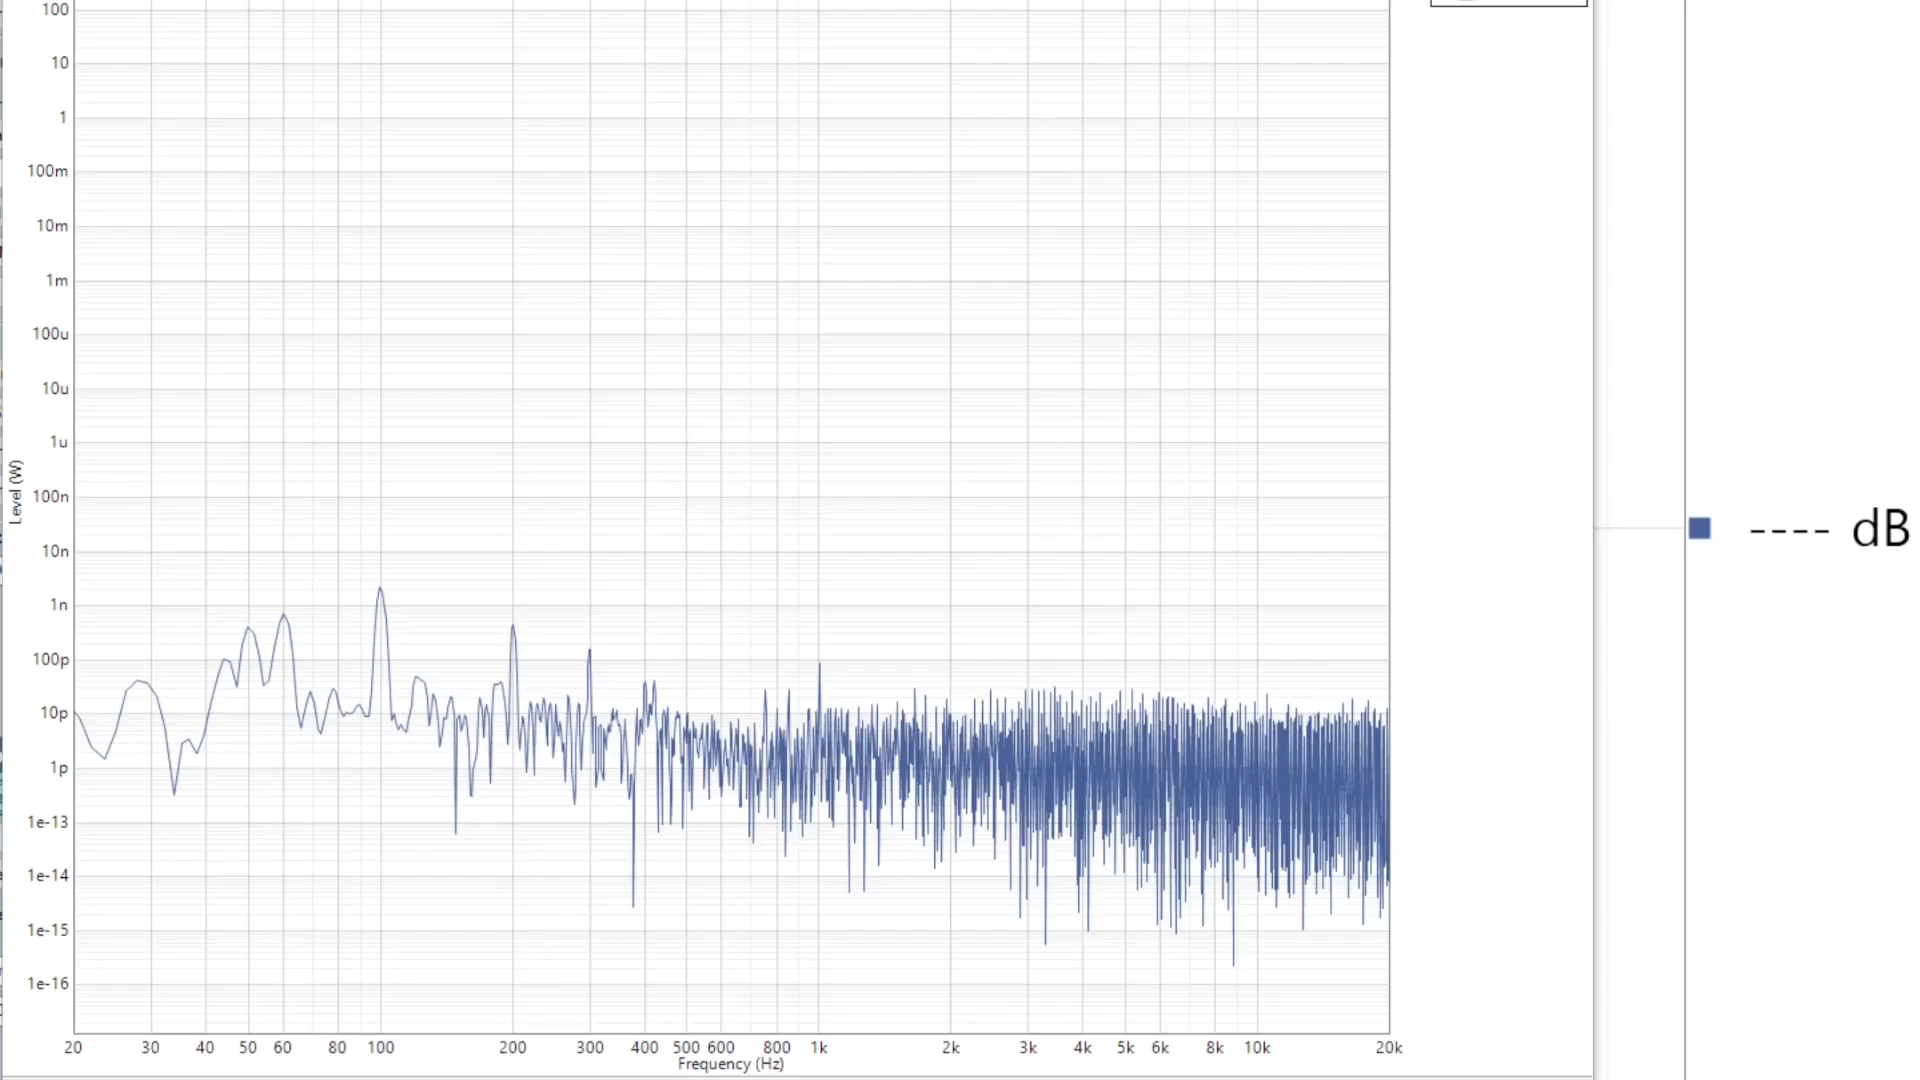 100
10
1
100m
10m
1m
100u
10u
1u
100n
10n
1n
100p
10p
1p
1e-13
1e-14
1e-15
1e-16
Level (W)
---- dB
20 30 40 50 60 80 100 200 300 400 500 600 800 1k 2k 3k 4k 5k 6k 8k 10k 20k
Frequency (Hz)